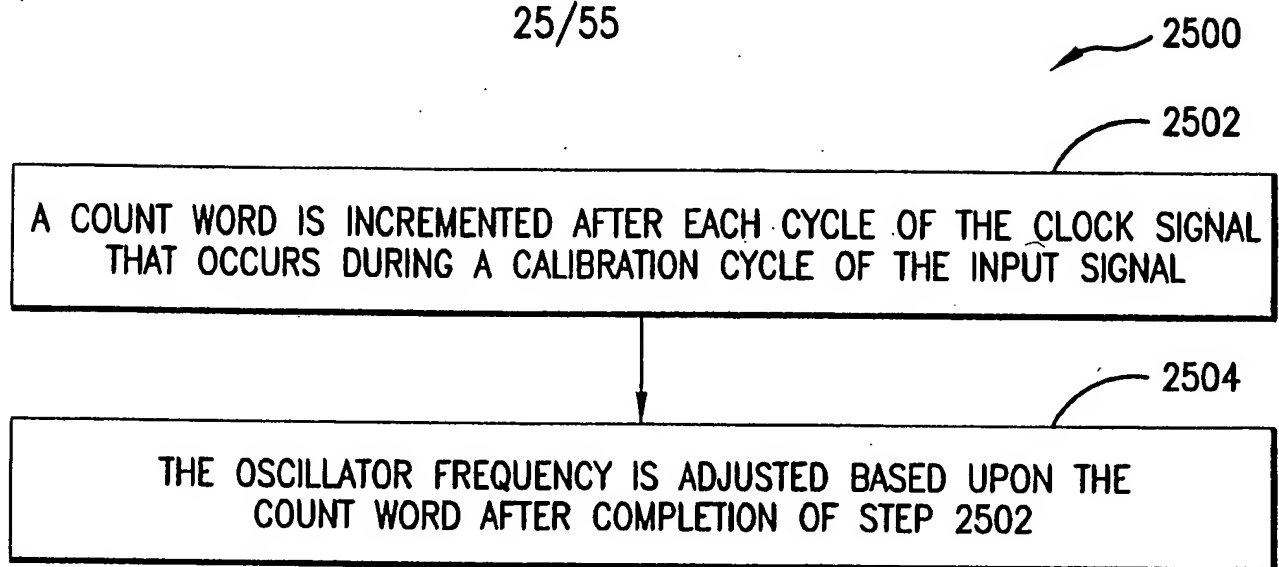 25/55
2500
2502
A COUNT WORD IS INCREMENTED AFTER EACH CYCLE OF THE CLOCK SIGNAL
THAT OCCURS DURING A CALIBRATION CYCLE OF THE INPUT SIGNAL
2504
THE OSCILLATOR FREQUENCY IS ADJUSTED BASED UPON THE
COUNT WORD AFTER COMPLETION OF STEP 2502